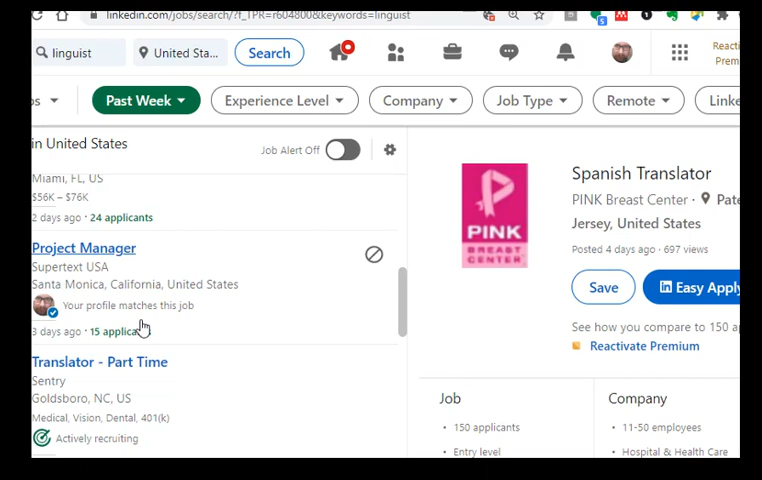 linkedin.com/jobs/search/?f_TPR=r604800&keywords=linguist
linguist
United Sta...
Search
Reacti
Prem
Past Week
Experience Level
Company
Job Type
Remote
Linke
in United States
Job Alert Off
Miami, FL, US
$56K – $76K
2 days ago · 24 applicants
Project Manager
Supertext USA
Santa Monica, California, United States
Your profile matches this job
3 days ago · 15 applicants
Translator - Part Time
Sentry
Goldsboro, NC, US
Medical, Vision, Dental, 401(k)
Actively recruiting
PINK
BREAST
CENTER
Spanish Translator
PINK Breast Center · Pate
Jersey, United States
Posted 4 days ago · 697 views
Save
in Easy Apply
See how you compare to 150 ap
Reactivate Premium
Job
Company
150 applicants
11-50 employees
Entry level
Hospital & Health Care